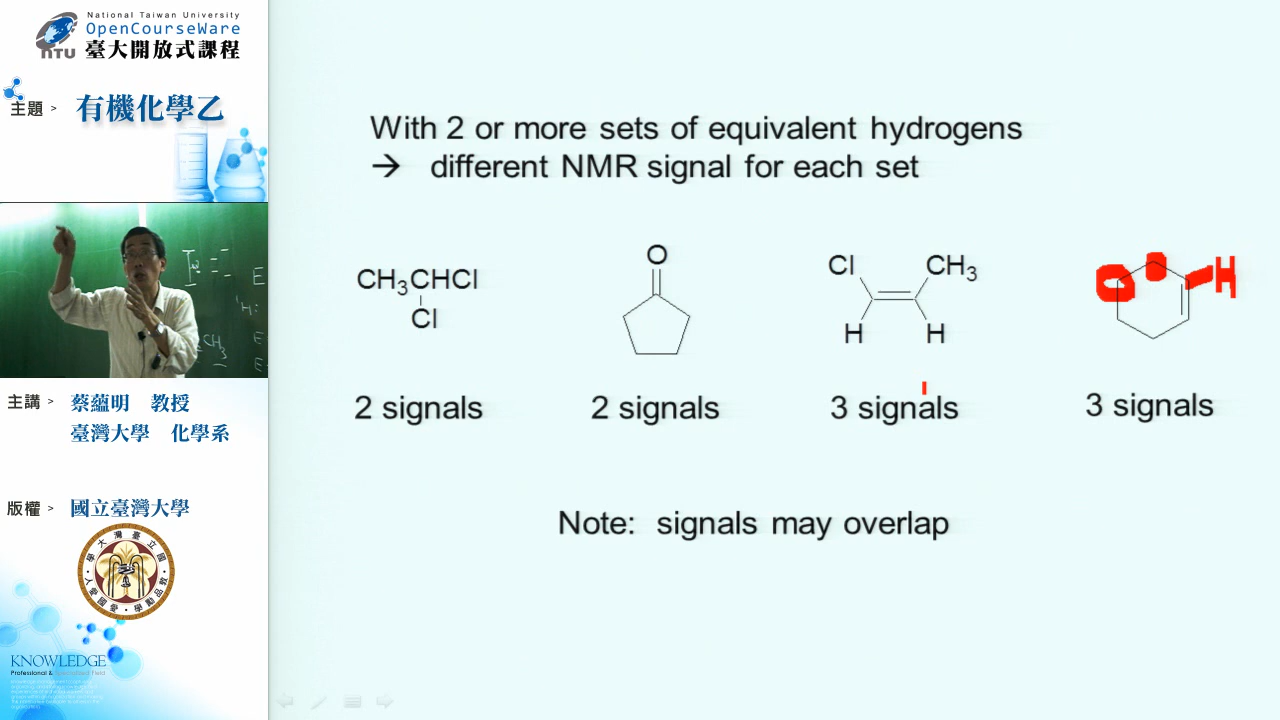 National Taiwan University
OpenCourseWare
NTU
臺大開放式課程
主題 >
有機化學乙
主講 >
蔡蘊明 教授
臺灣大學 化學系
版權 >
國立臺灣大學
KNOWLEDGE
With 2 or more sets of equivalent hydrogens
→ different NMR signal for each set
CH3CHCl
Cl
O
Cl
CH3
H
H
H
2 signals
2 signals
3 signals
3 signals
Note: signals may overlap